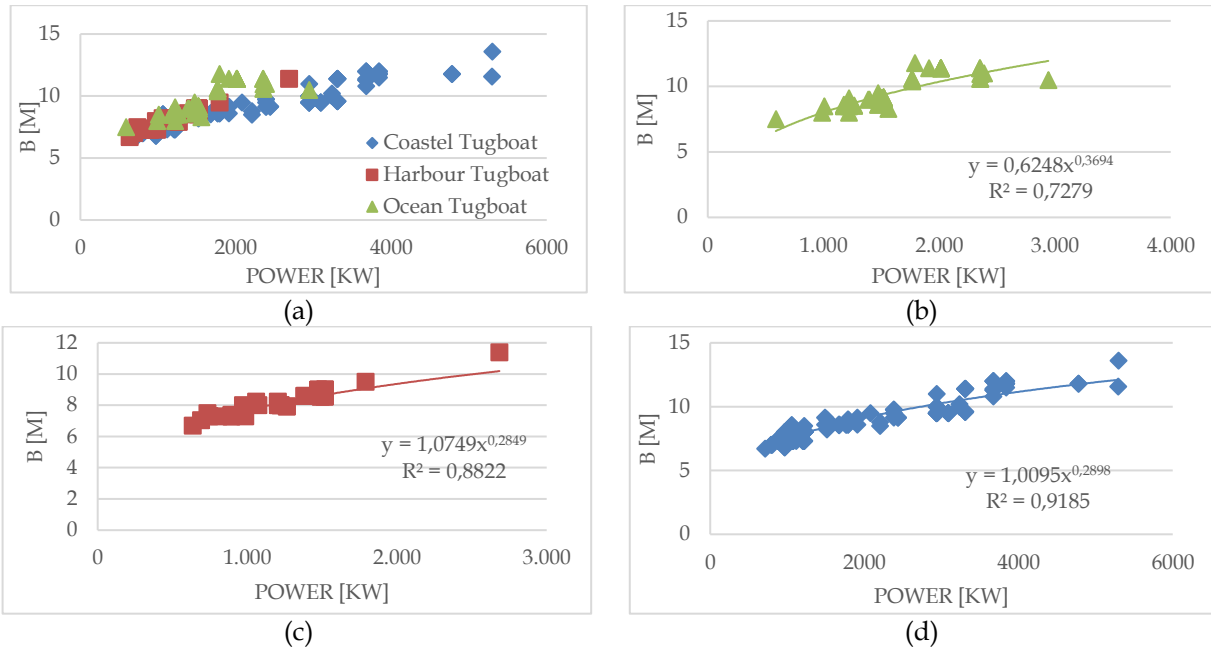 15
10
5
0
B [M]
0
2000
4000
6000
POWER [KW]
Coastel Tugboat
Harbour Tugboat
Ocean Tugboat
(a)
15
10
5
0
B [M]
0
1.000
2.000
3.000
4.000
POWER [KW]
y = 0,6248x^0,3694
R² = 0,7279
(b)
12
10
8
6
4
2
0
B [M]
0
1.000
2.000
3.000
POWER [KW]
y = 1,0749x^0,2849
R² = 0,8822
(c)
15
10
5
0
B [M]
0
2000
4000
6000
POWER [KW]
y = 1,0095x^0,2898
R² = 0,9185
(d)